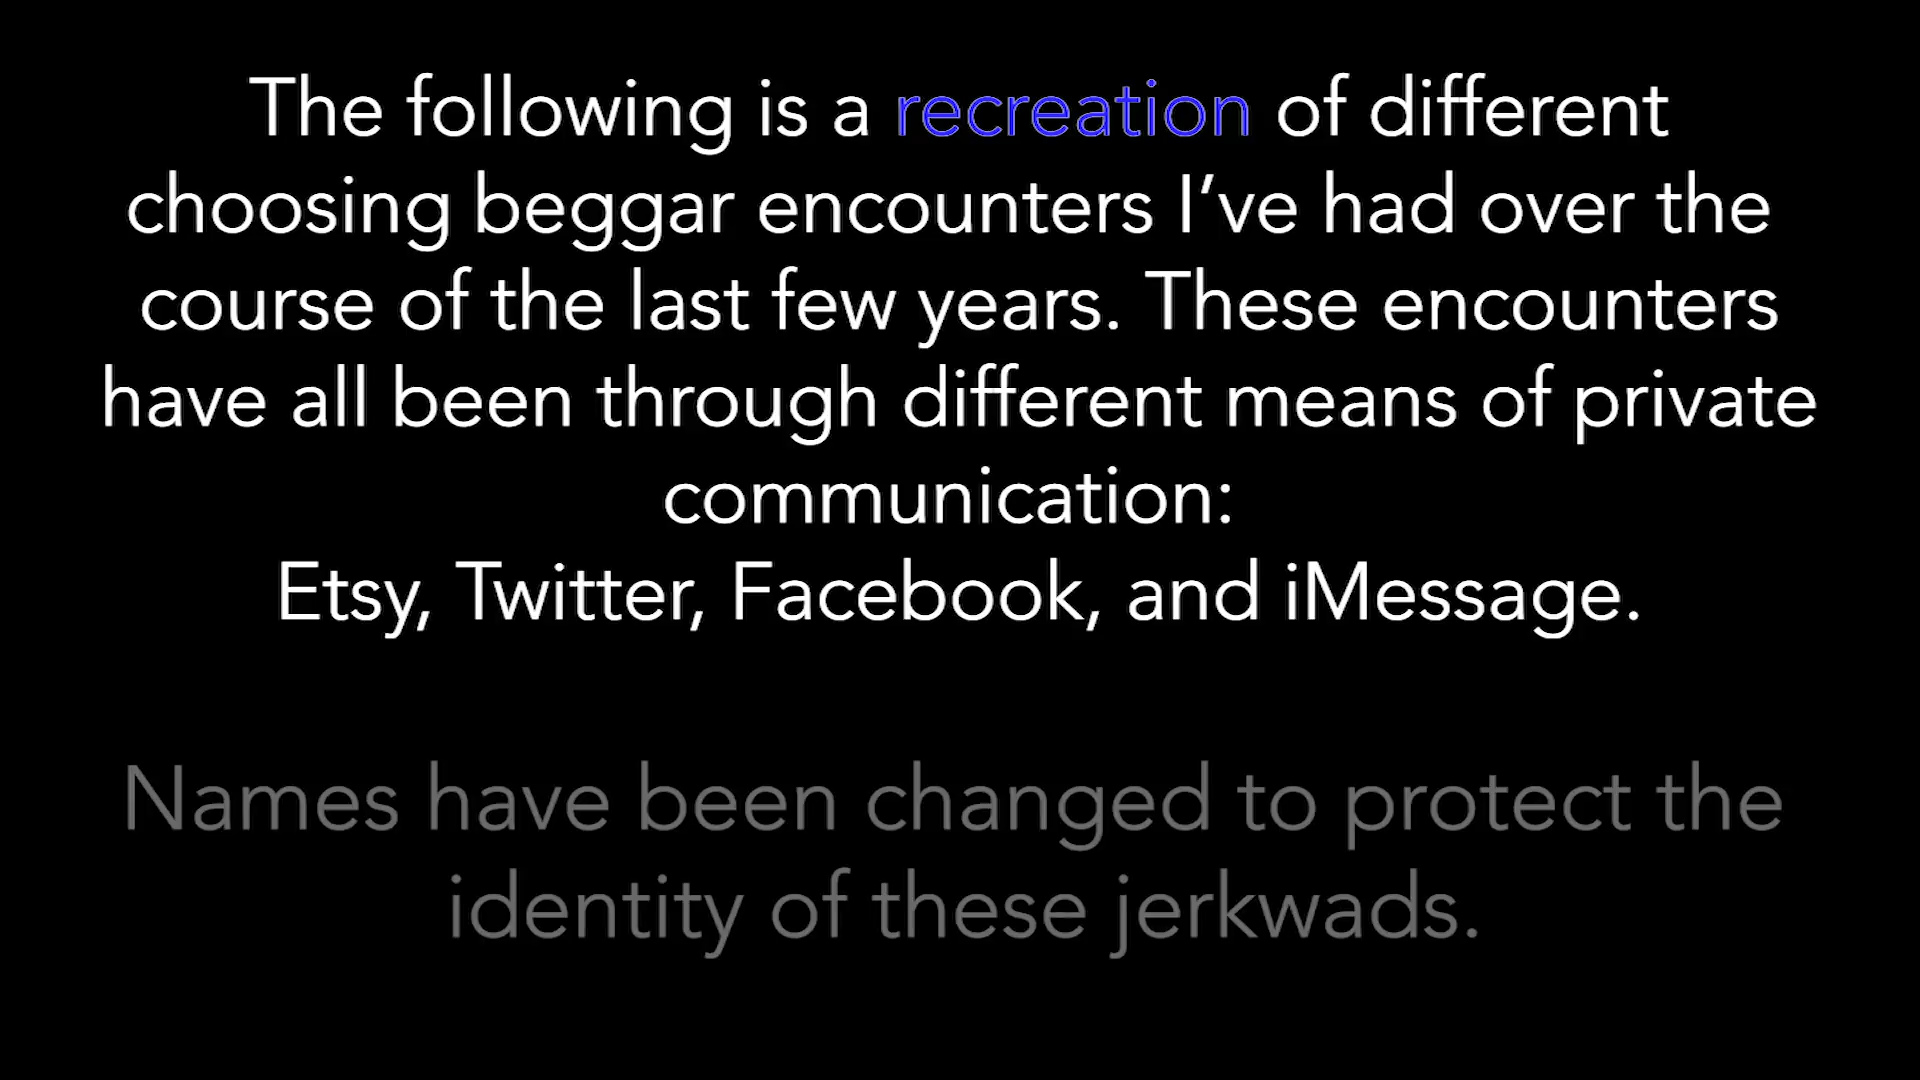 The following is a recreation of different
choosing beggar encounters I’ve had over the
course of the last few years. These encounters
have all been through different means of private
communication:
Etsy, Twitter, Facebook, and iMessage.
Names have been changed to protect the
identity of these jerkwads.